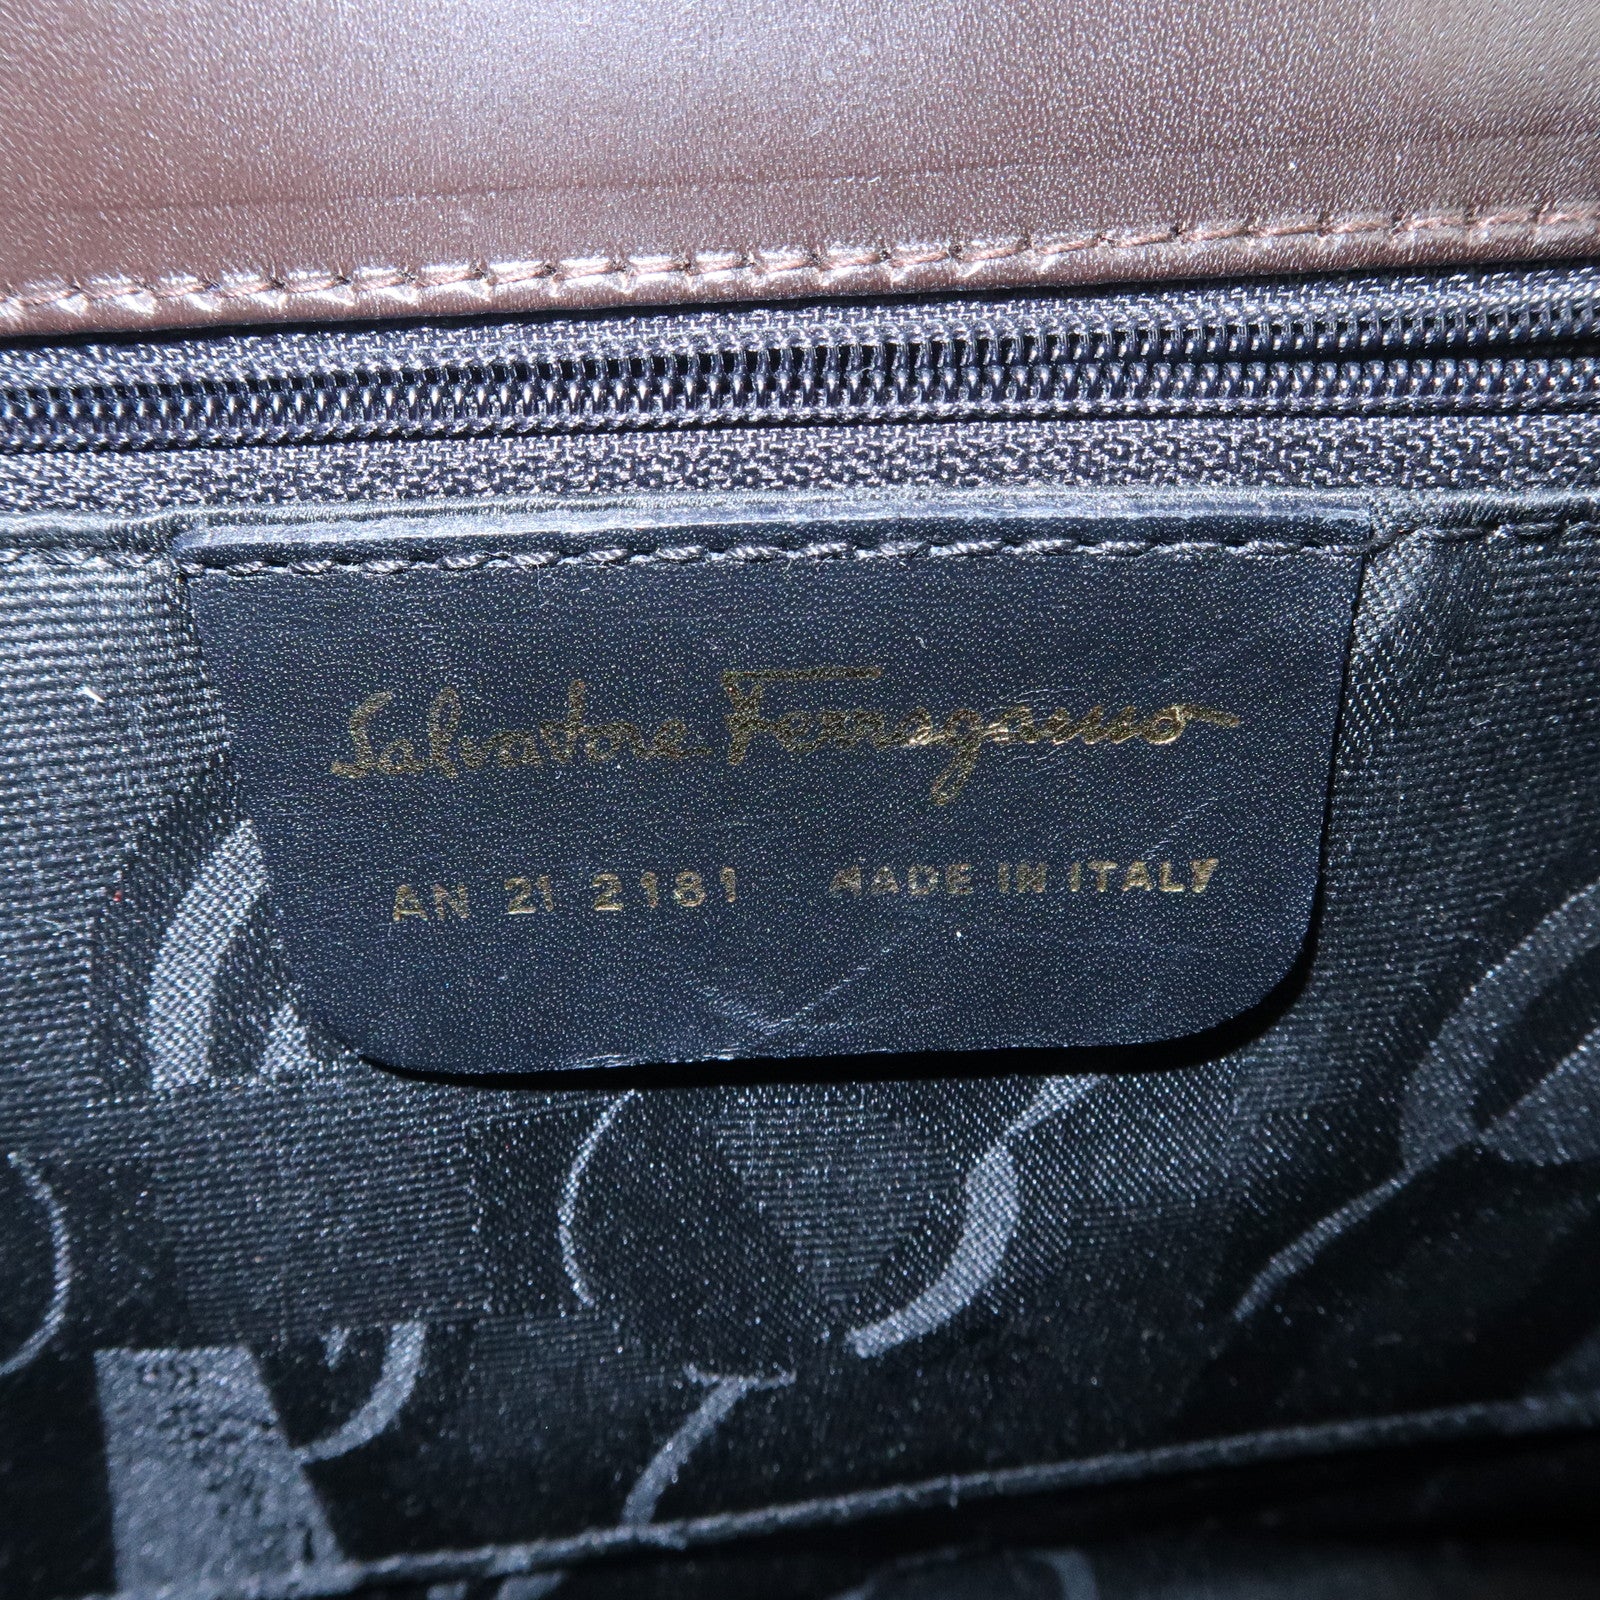 Salvatore Ferragamo
AN 21 2181 MADE IN ITALY